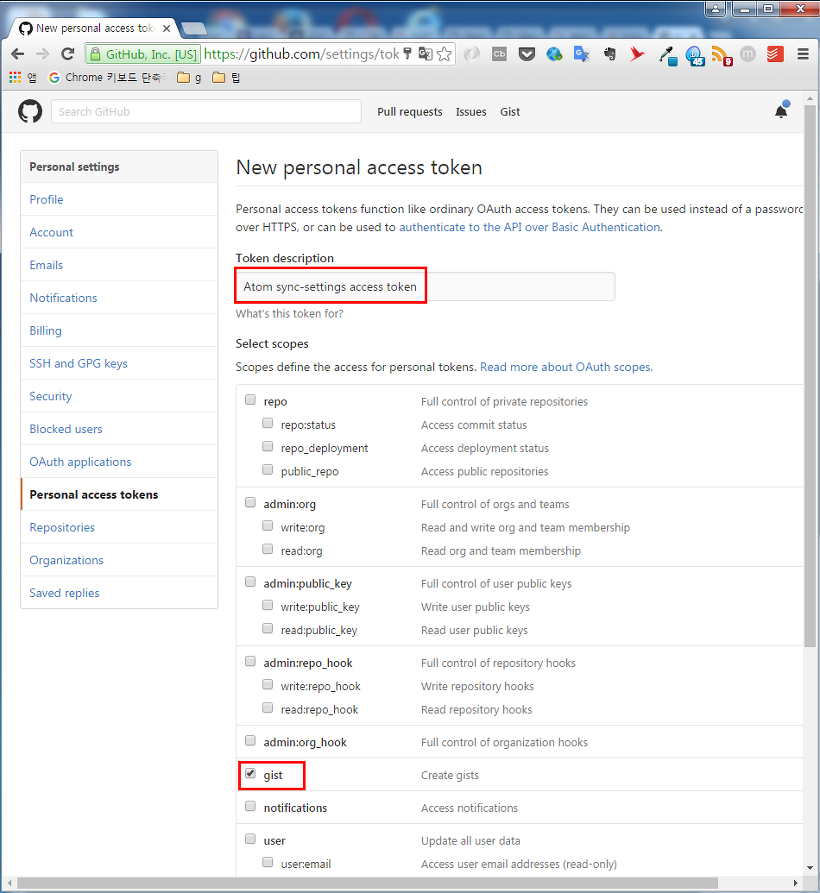 New personal access tok
GitHub, Inc. [US] https://github.com/settings/tok
앱 Chrome 키보드 단축 g 팁
Search GitHub Pull requests Issues Gist
Personal settings
Profile
Account
Emails
Notifications
Billing
SSH and GPG keys
Security
Blocked users
OAuth applications
Personal access tokens
Repositories
Organizations
Saved replies
New personal access token
Personal access tokens function like ordinary OAuth access tokens. They can be used instead of a password
over HTTPS, or can be used to authenticate to the API over Basic Authentication.
Token description
Atom sync-settings access token
What's this token for?
Select scopes
Scopes define the access for personal tokens. Read more about OAuth scopes.
repo Full control of private repositories
repo:status Access commit status
repo_deployment Access deployment status
public_repo Access public repositories
admin:org Full control of orgs and teams
write:org Read and write org and team membership
read:org Read org and team membership
admin:public_key Full control of user public keys
write:public_key Write user public keys
read:public_key Read user public keys
admin:repo_hook Full control of repository hooks
write:repo_hook Write repository hooks
read:repo_hook Read repository hooks
admin:org_hook Full control of organization hooks
gist Create gists
notifications Access notifications
user Update all user data
user:email Access user email addresses (read-only)